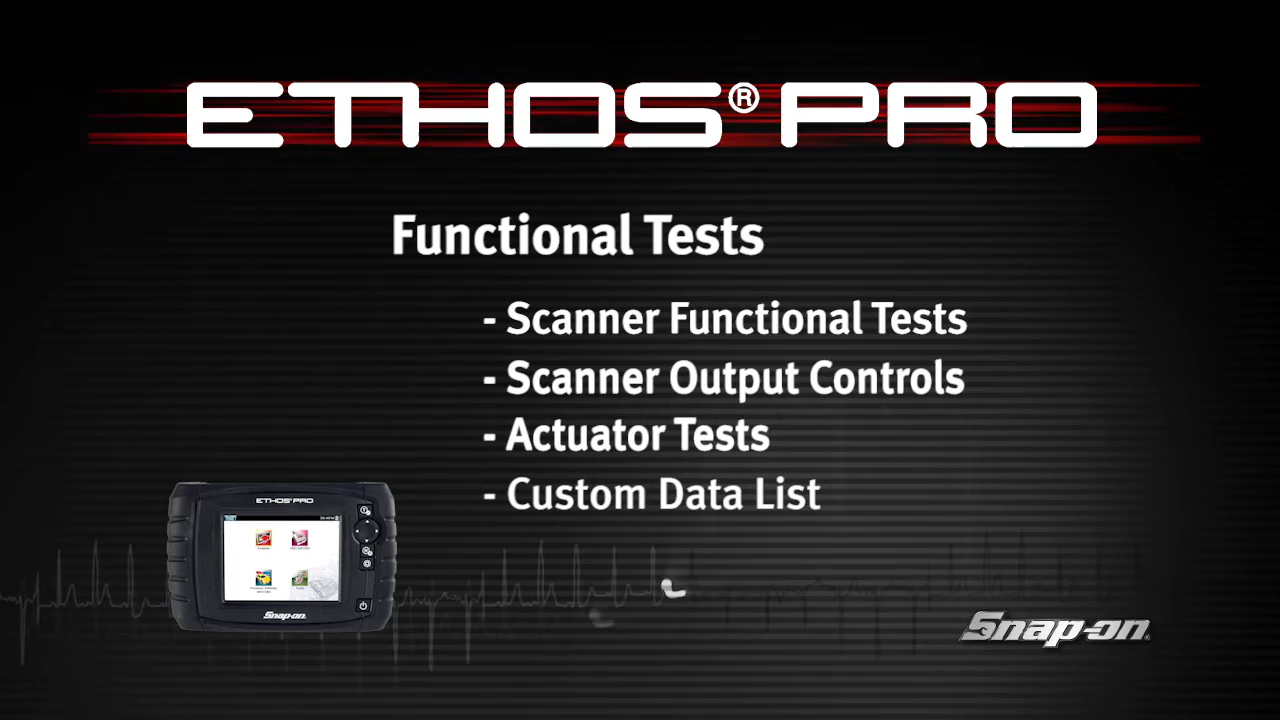 ETHOS® PRO
Functional Tests
- Scanner Functional Tests
- Scanner Output Controls
- Actuator Tests
- Custom Data List
ETHOS® PRO
Scanner
Snap-on
Snap-on®